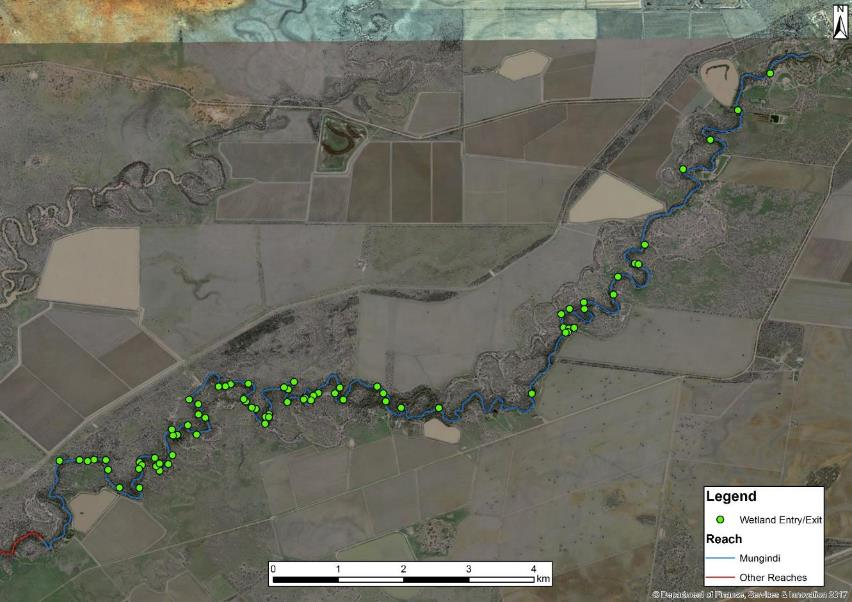 N
Legend
Wetland Entry/Exit
Reach
Mungindi
Other Reaches
0 1 2 3 4
km
© Department of Finance, Services & Innovation 2017